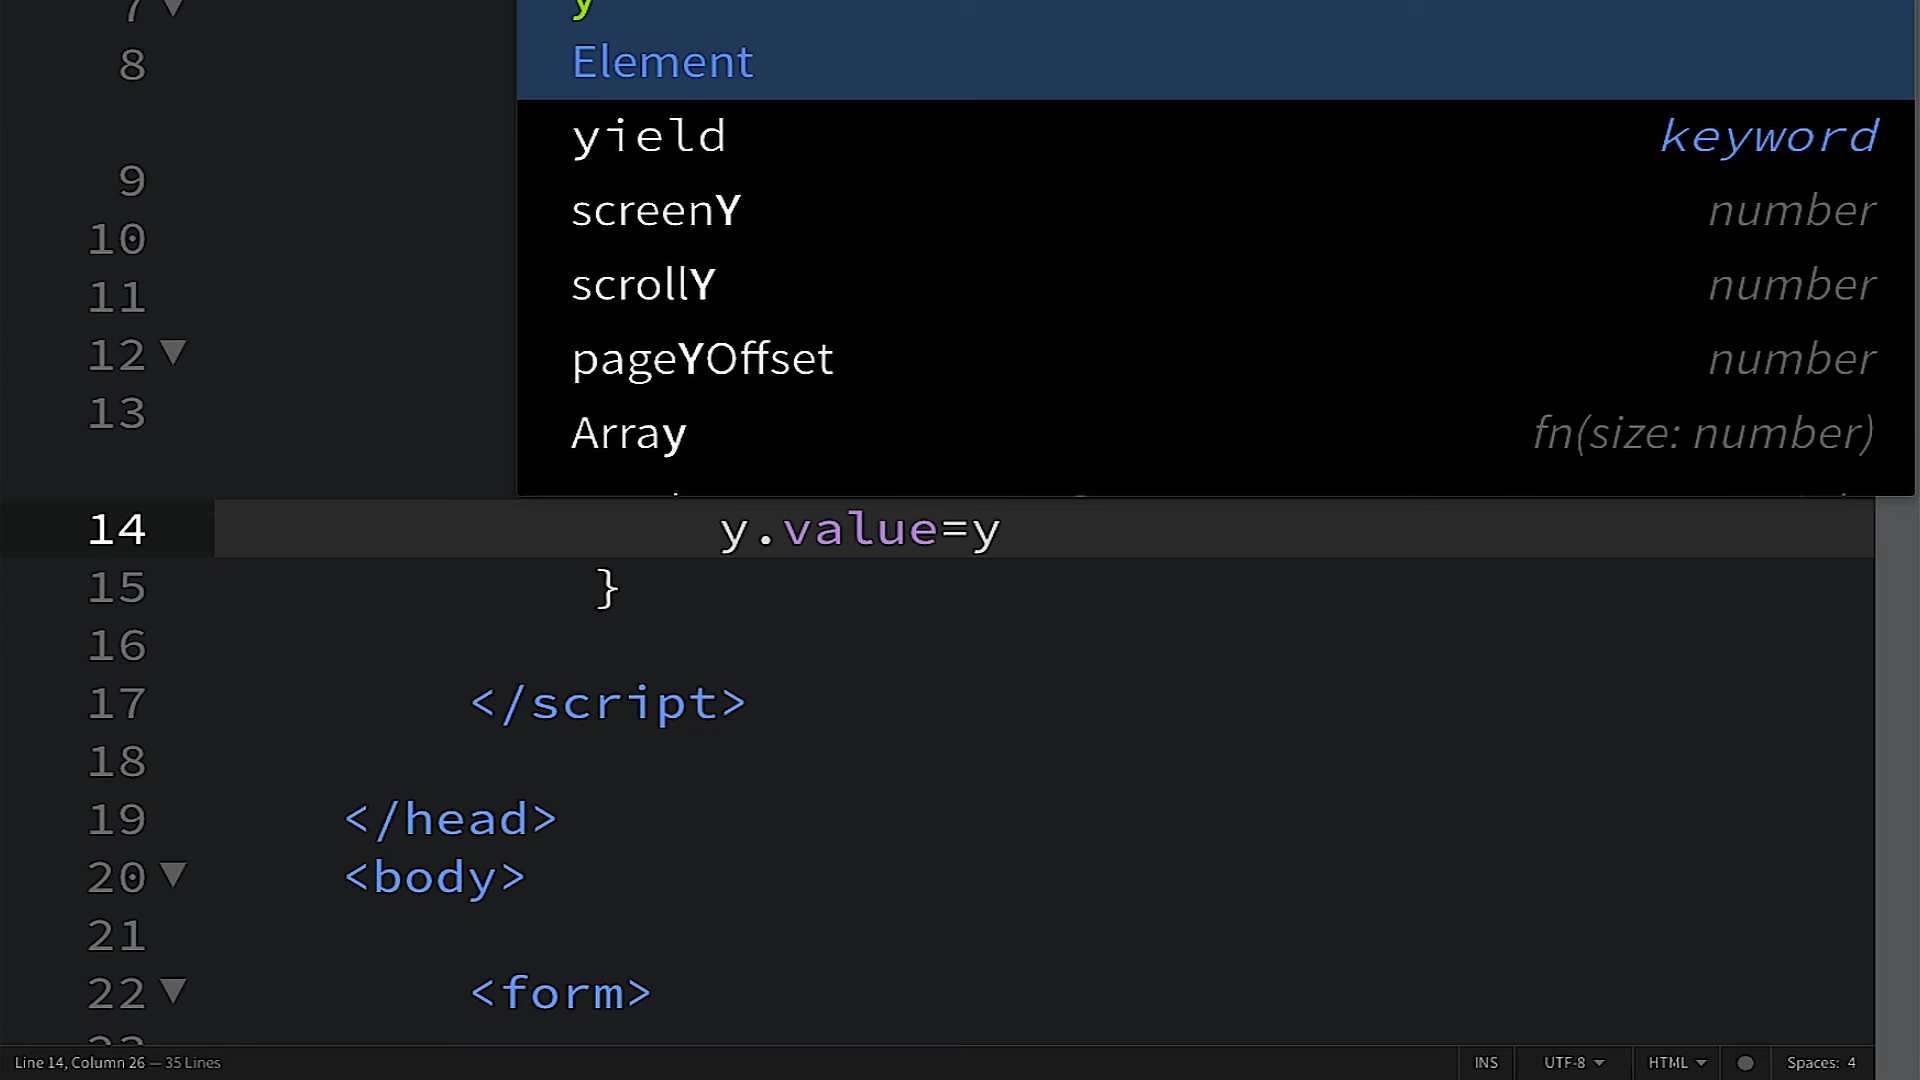 7
y
Element
8
yield keyword
9
screenY number
10
11
scrollY number
12
pageYOffset number
13
Array fn(size: number)
14 y.value=y
15 }
16
17 </script>
18
19 </head>
20 <body>
21
22 <form>
23
Line 14, Column 26 — 35 Lines INS UTF-8 HTML Spaces: 4